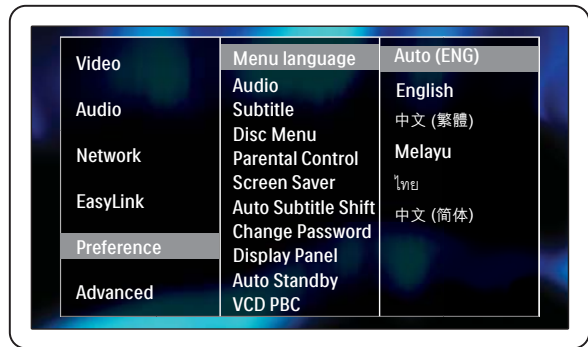 Video
Audio
Network
EasyLink
Preference
Advanced
Menu language
Audio
Subtitle
Disc Menu
Parental Control
Screen Saver
Auto Subtitle Shift
Change Password
Display Panel
Auto Standby
VCD PBC
Auto (ENG)
English
中文 (繁體)
Melayu
ไทย
中文 (简体)